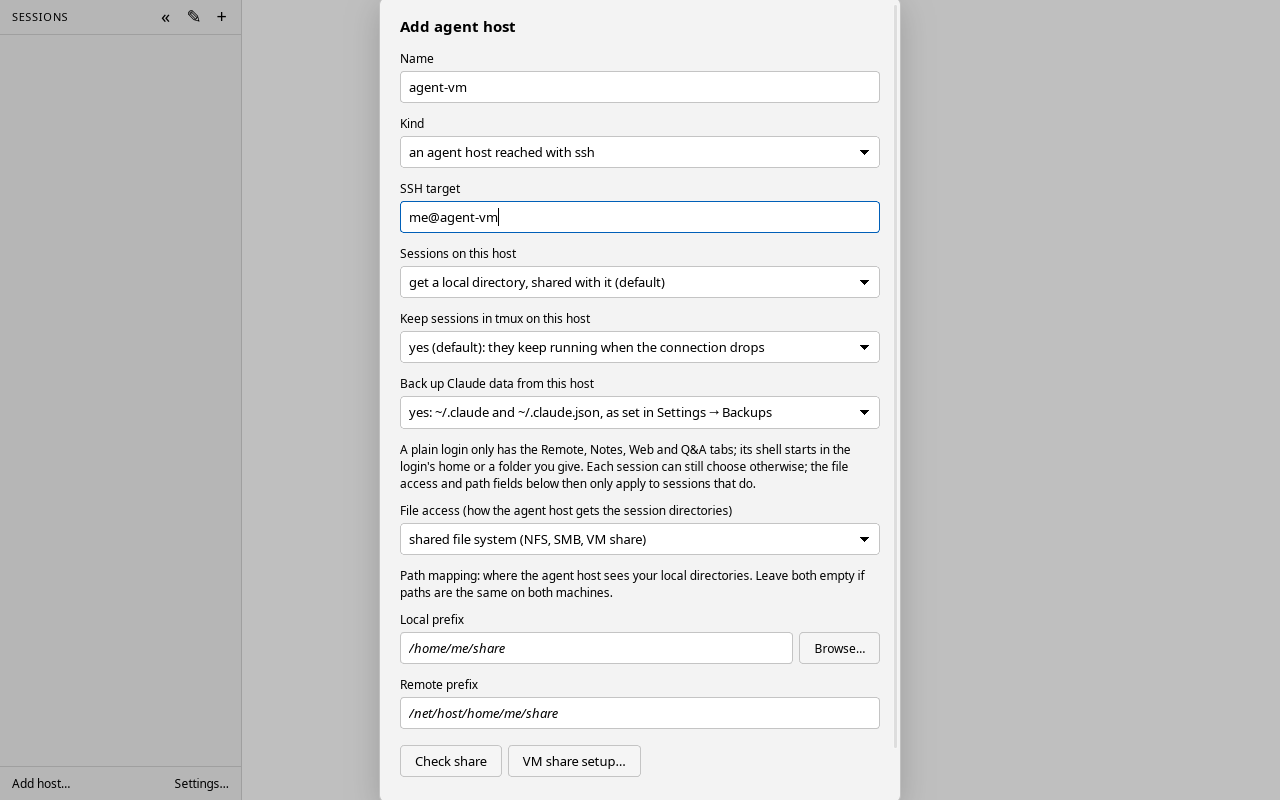 SESSIONS « ✎ +
Add agent host
Name
agent-vm
Kind
an agent host reached with ssh
SSH target
me@agent-vm
Sessions on this host
get a local directory, shared with it (default)
Keep sessions in tmux on this host
yes (default): they keep running when the connection drops
Back up Claude data from this host
yes: ~/.claude and ~/.claude.json, as set in Settings → Backups
A plain login only has the Remote, Notes, Web and Q&A tabs; its shell starts in the
login's home or a folder you give. Each session can still choose otherwise; the file
access and path fields below then only apply to sessions that do.
File access (how the agent host gets the session directories)
shared file system (NFS, SMB, VM share)
Path mapping: where the agent host sees your local directories. Leave both empty if
paths are the same on both machines.
Local prefix
/home/me/share Browse...
Remote prefix
/net/host/home/me/share
Check share VM share setup...
Add host... Settings...